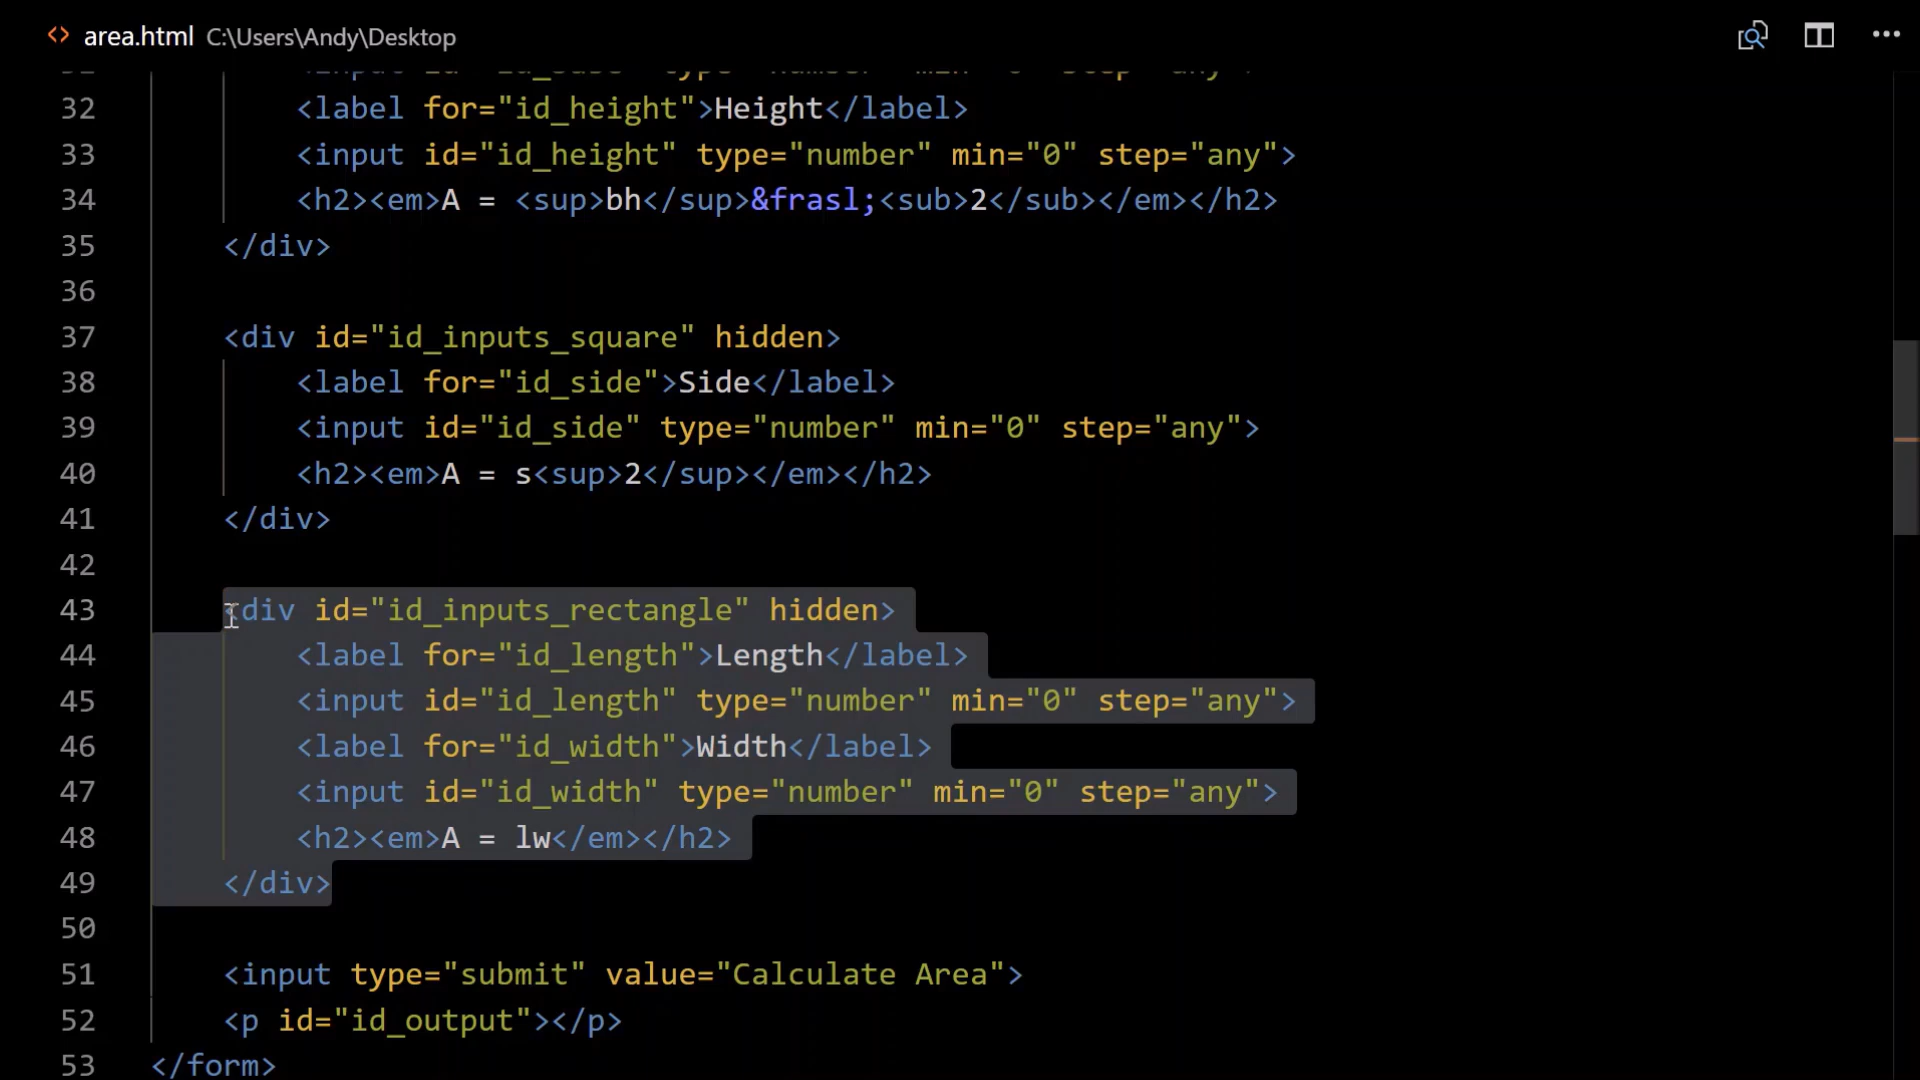 area.html C:\Users\Andy\Desktop
32 <label for="id_height">Height</label>
33 <input id="id_height" type="number" min="0" step="any">
34 <h2><em>A = <sup>bh</sup>&frasl;<sub>2</sub></em></h2>
35 </div>
36
37 <div id="id_inputs_square" hidden>
38 <label for="id_side">Side</label>
39 <input id="id_side" type="number" min="0" step="any">
40 <h2><em>A = s<sup>2</sup></em></h2>
41 </div>
42
43 <div id="id_inputs_rectangle" hidden>
44 <label for="id_length">Length</label>
45 <input id="id_length" type="number" min="0" step="any">
46 <label for="id_width">Width</label>
47 <input id="id_width" type="number" min="0" step="any">
48 <h2><em>A = lw</em></h2>
49 </div>
50
51 <input type="submit" value="Calculate Area">
52 <p id="id_output"></p>
53 </form>